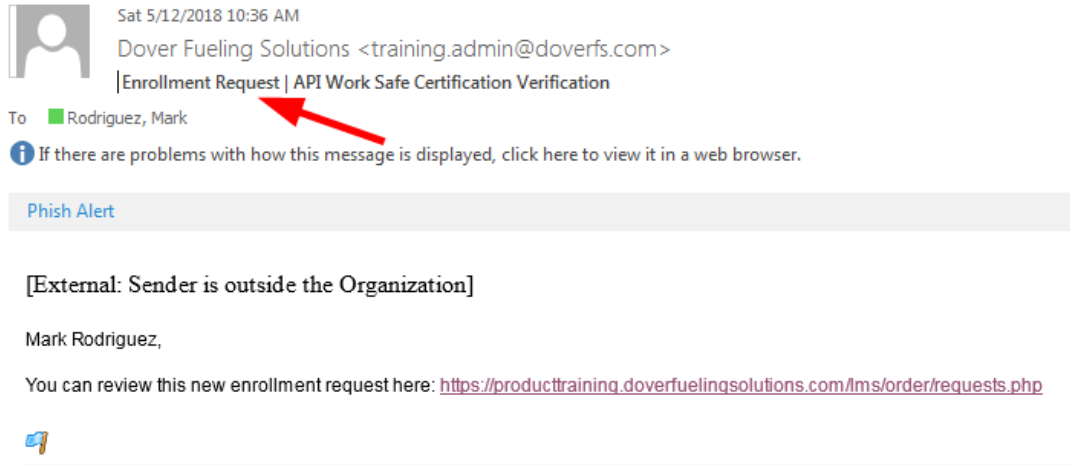 Sat 5/12/2018 10:36 AM
Dover Fueling Solutions <training.admin@doverfs.com>
Enrollment Request | API Work Safe Certification Verification
To Rodriguez, Mark
If there are problems with how this message is displayed, click here to view it in a web browser.
Phish Alert
[External: Sender is outside the Organization]
Mark Rodriguez,
You can review this new enrollment request here: https://producttraining.doverfuelingsolutions.com/lms/order/requests.php